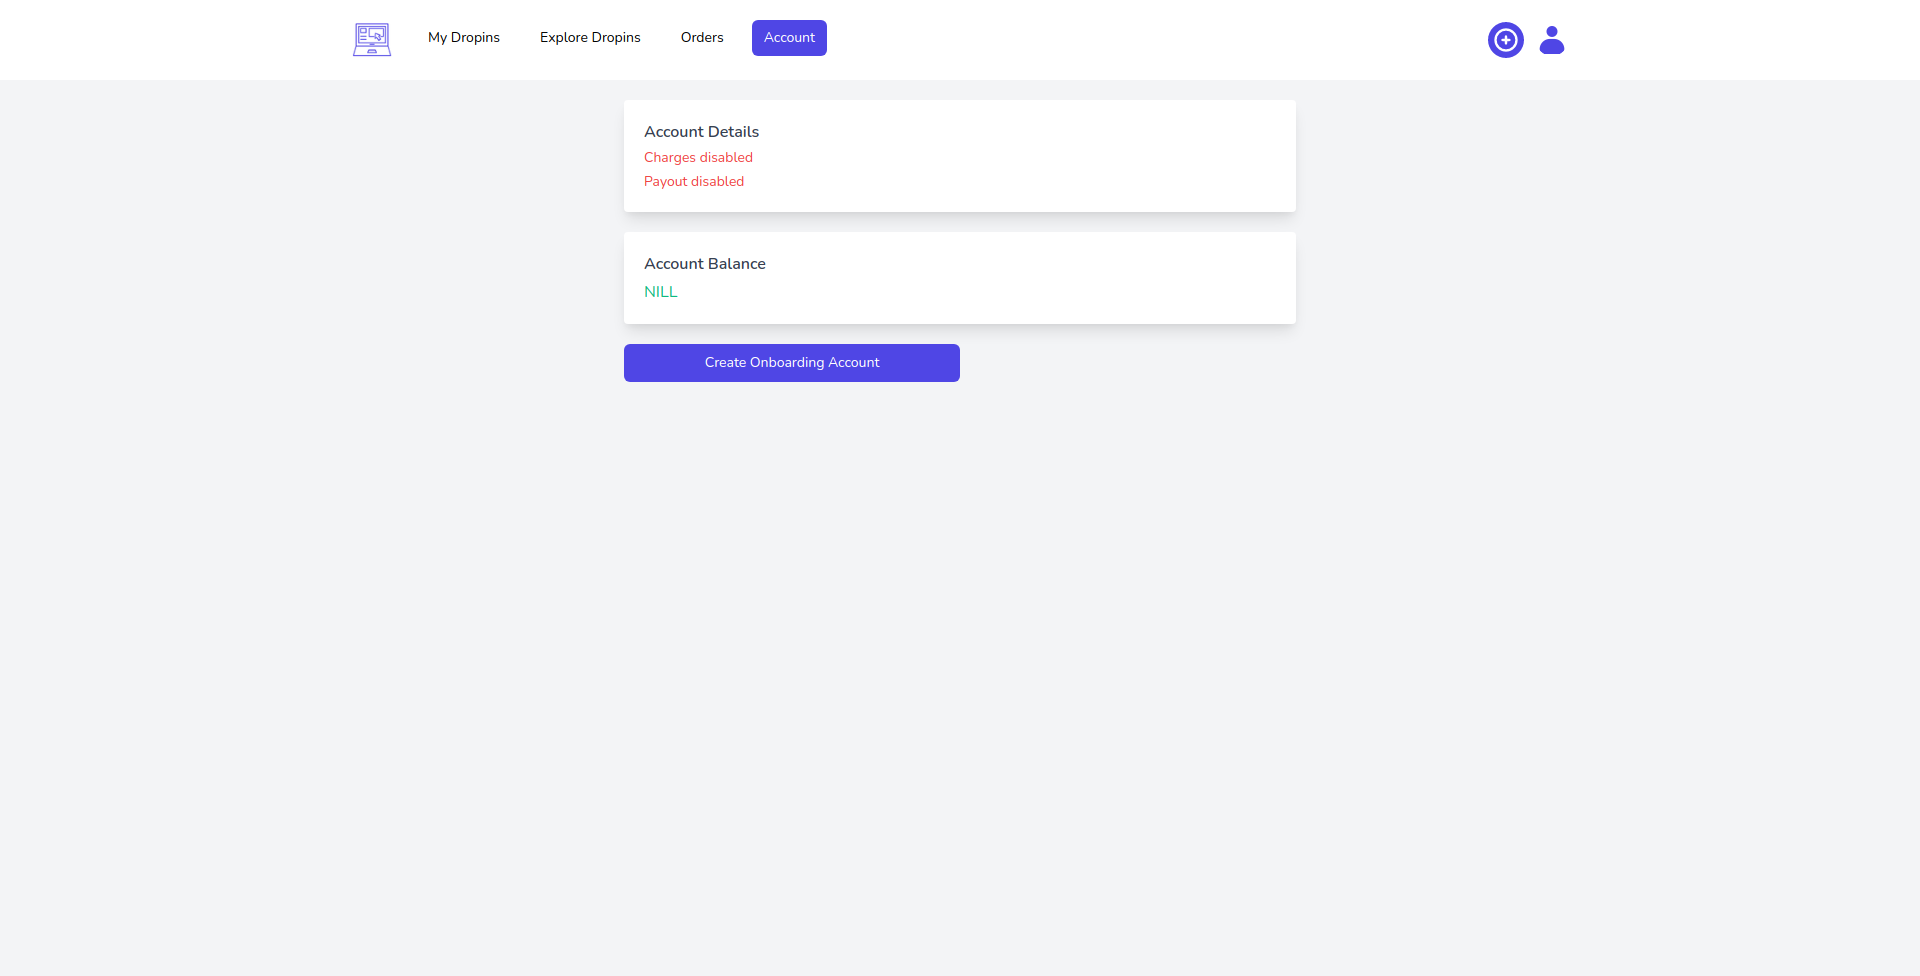 My Dropins Explore Dropins Orders Account
Account Details
Charges disabled
Payout disabled
Account Balance
NILL
Create Onboarding Account